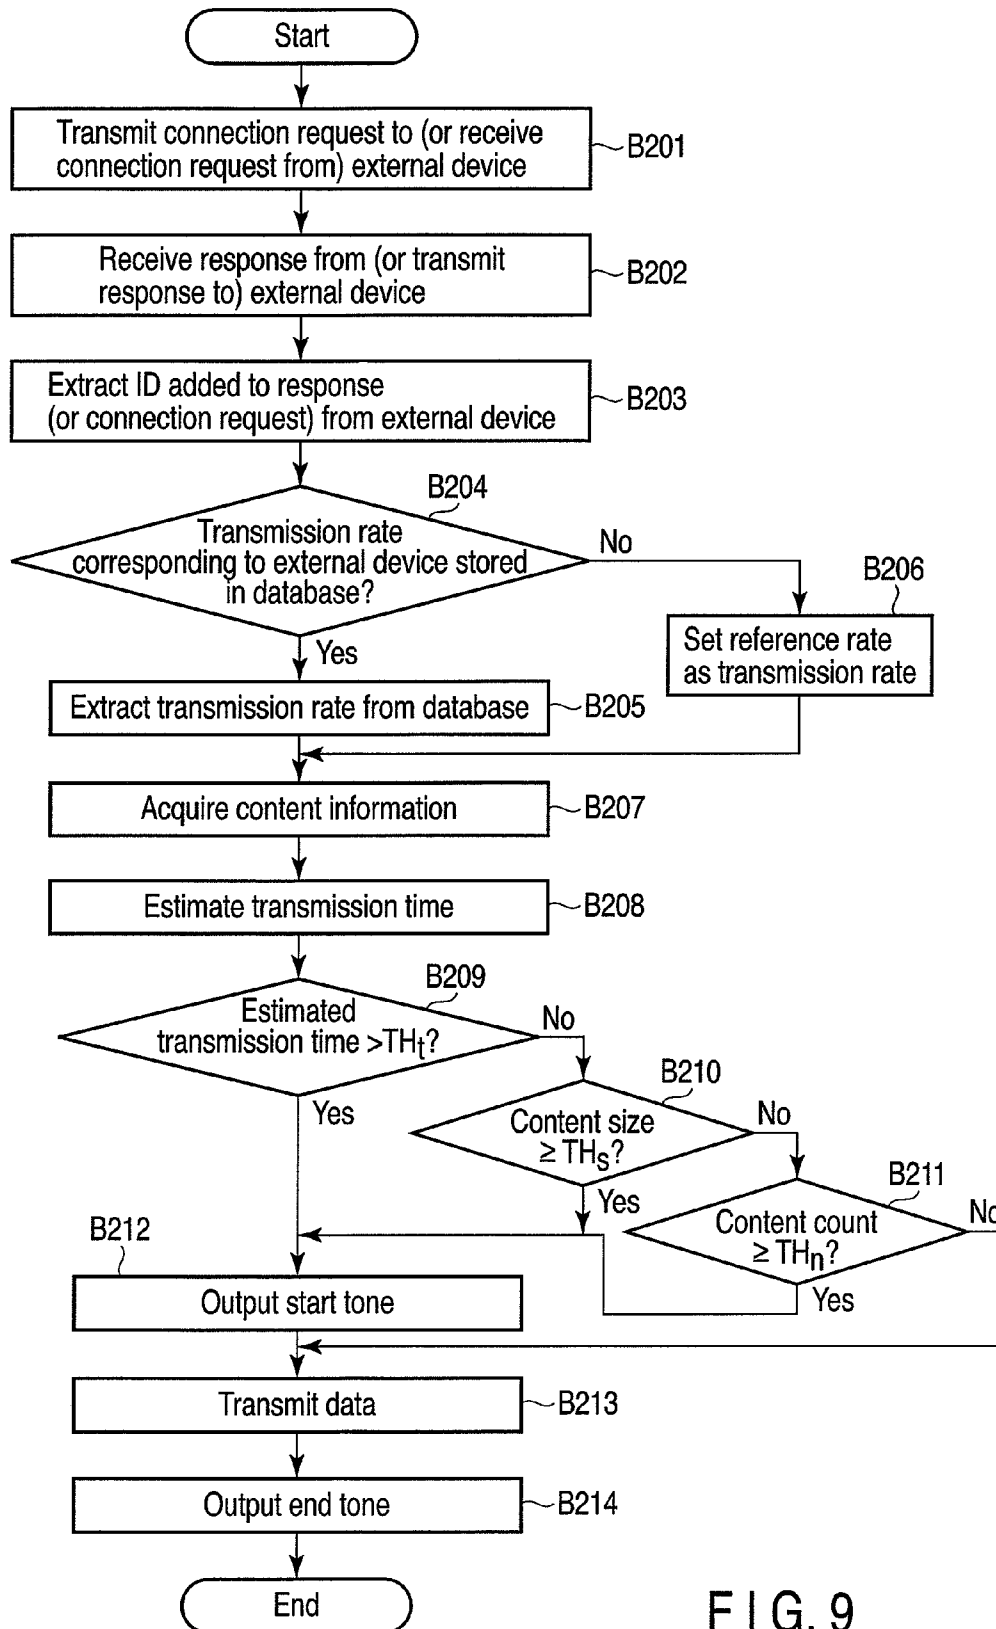 Start
Transmit connection request to (or receive
connection request from) external device
B201
Receive response from (or transmit
response to) external device
B202
Extract ID added to response
(or connection request) from external device
B203
B204
Transmission rate
corresponding to external device stored
in database?
No
Yes
B206
Set reference rate
as transmission rate
Extract transmission rate from database
B205
Acquire content information
B207
Estimate transmission time
B208
B209
Estimated
transmission time >THt?
No
Yes
B210
Content size
≥ THs?
No
Yes
B211
Content count
≥ THn?
No
Yes
B212
Output start tone
Transmit data
B213
Output end tone
B214
End
FIG. 9